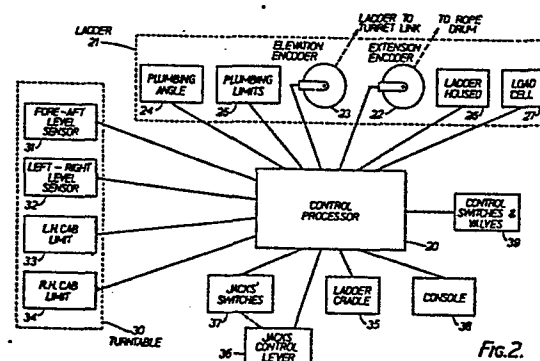 LADDER
21
ELEVATION
ENCODER
LADDER TO
TURRET LINK
EXTENSION
ENCODER
TO ROPE
DRUM
PLUMBING
ANGLE
24
PLUMBING
LIMITS
25
23
22
LADDER
HOUSED
26
LOAD
CELL
27
FORE-AFT
LEVEL
SENSOR
31
LEFT-RIGHT
LEVEL
SENSOR
32
L.H. CAB
LIMIT
33
R.H. CAB
LIMIT
34
30
TURNTABLE
CONTROL
PROCESSOR
20
CONTROL
SWITCHES &
VALVES
39
JACKS'
SWITCHES
37
JACKS
CONTROL
LEVER
36
LADDER
CRADLE
35
CONSOLE
38
FIG.2.